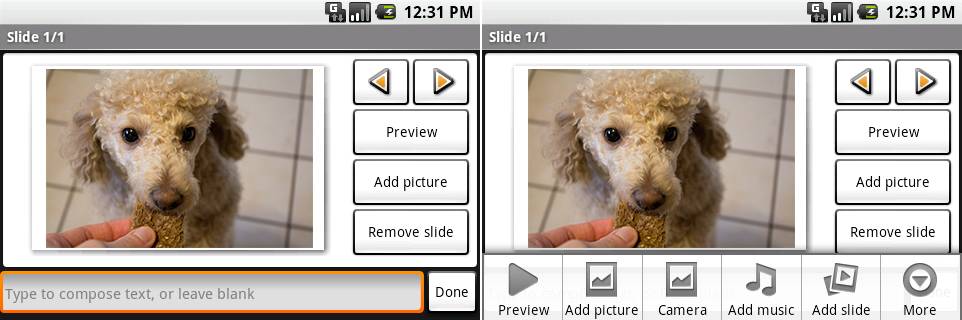 12:31 PM
Slide 1/1
Preview
Add picture
Remove slide
Type to compose text, or leave blank
Done
12:31 PM
Slide 1/1
Preview
Add picture
Remove slide
Preview
Add picture
Camera
Add music
Add slide
More